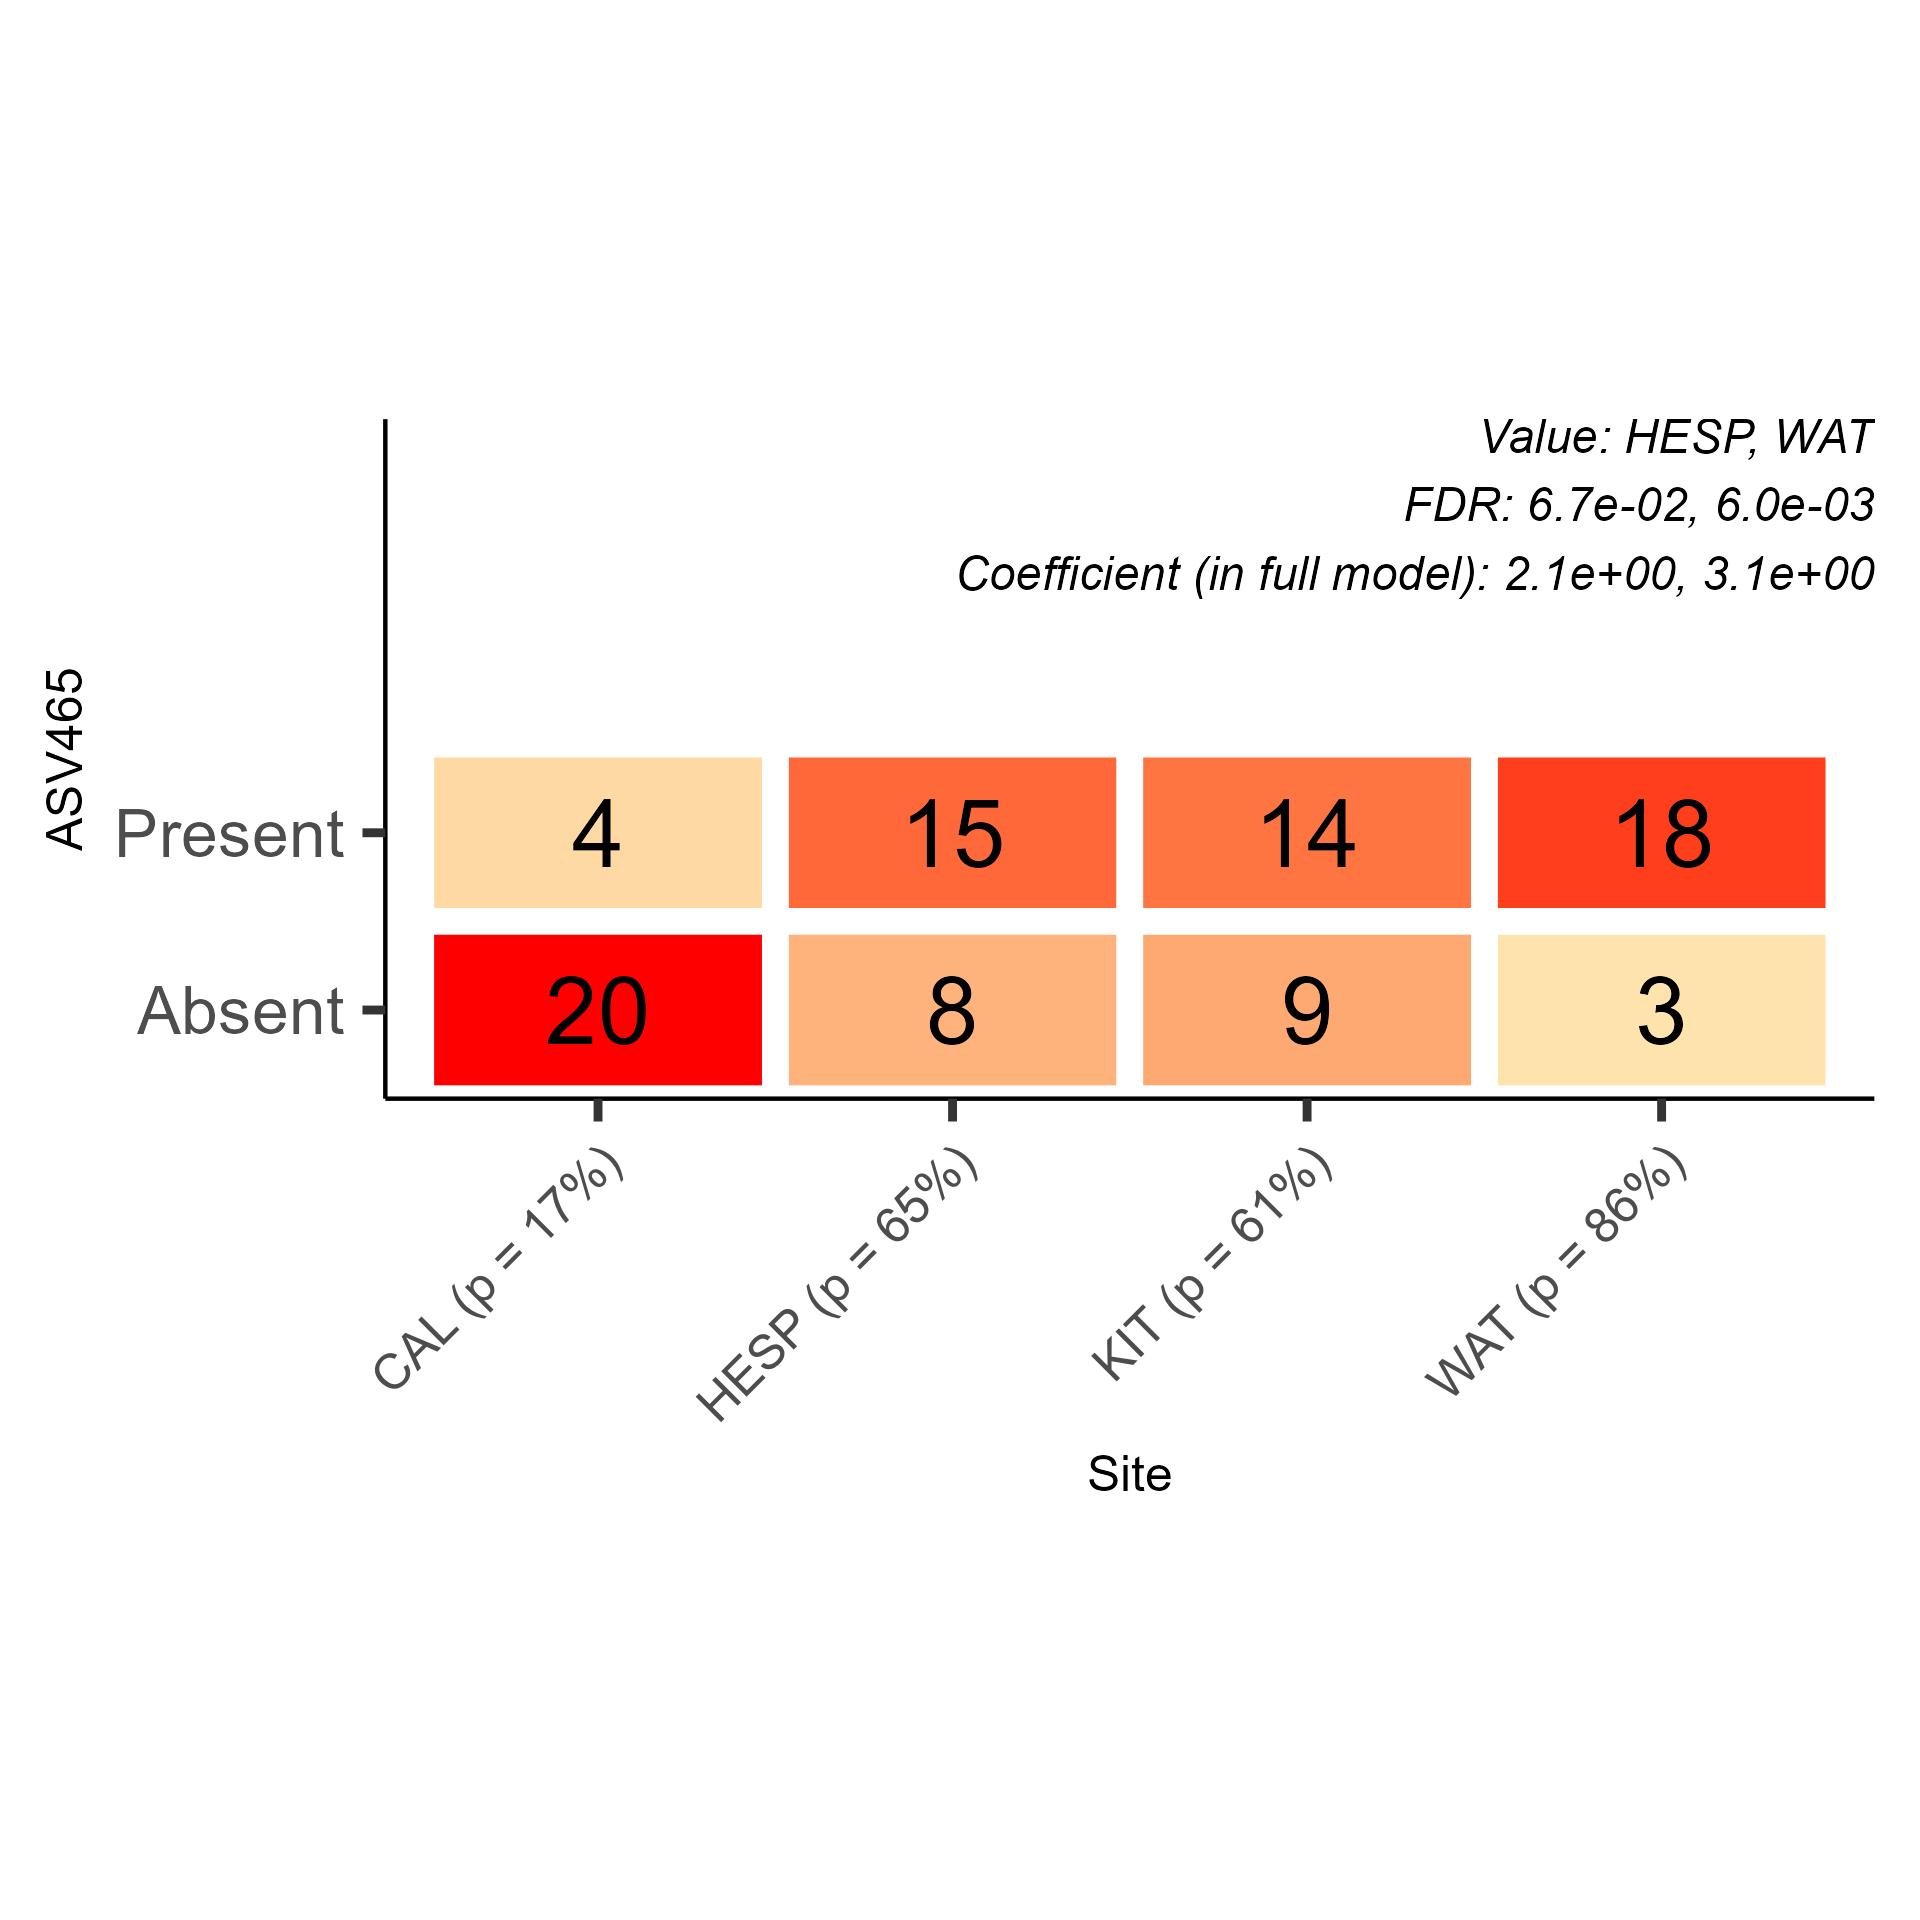 Value: HESP, WAT
FDR: 6.7e-02, 6.0e-03
Coefficient (in full model): 2.1e+00, 3.1e+00
ASV465
Present 4 15 14 18
Absent 20 8 9 3
CAL (p = 17%) HESP (p = 65%) KIT (p = 61%) WAT (p = 86%)
Site